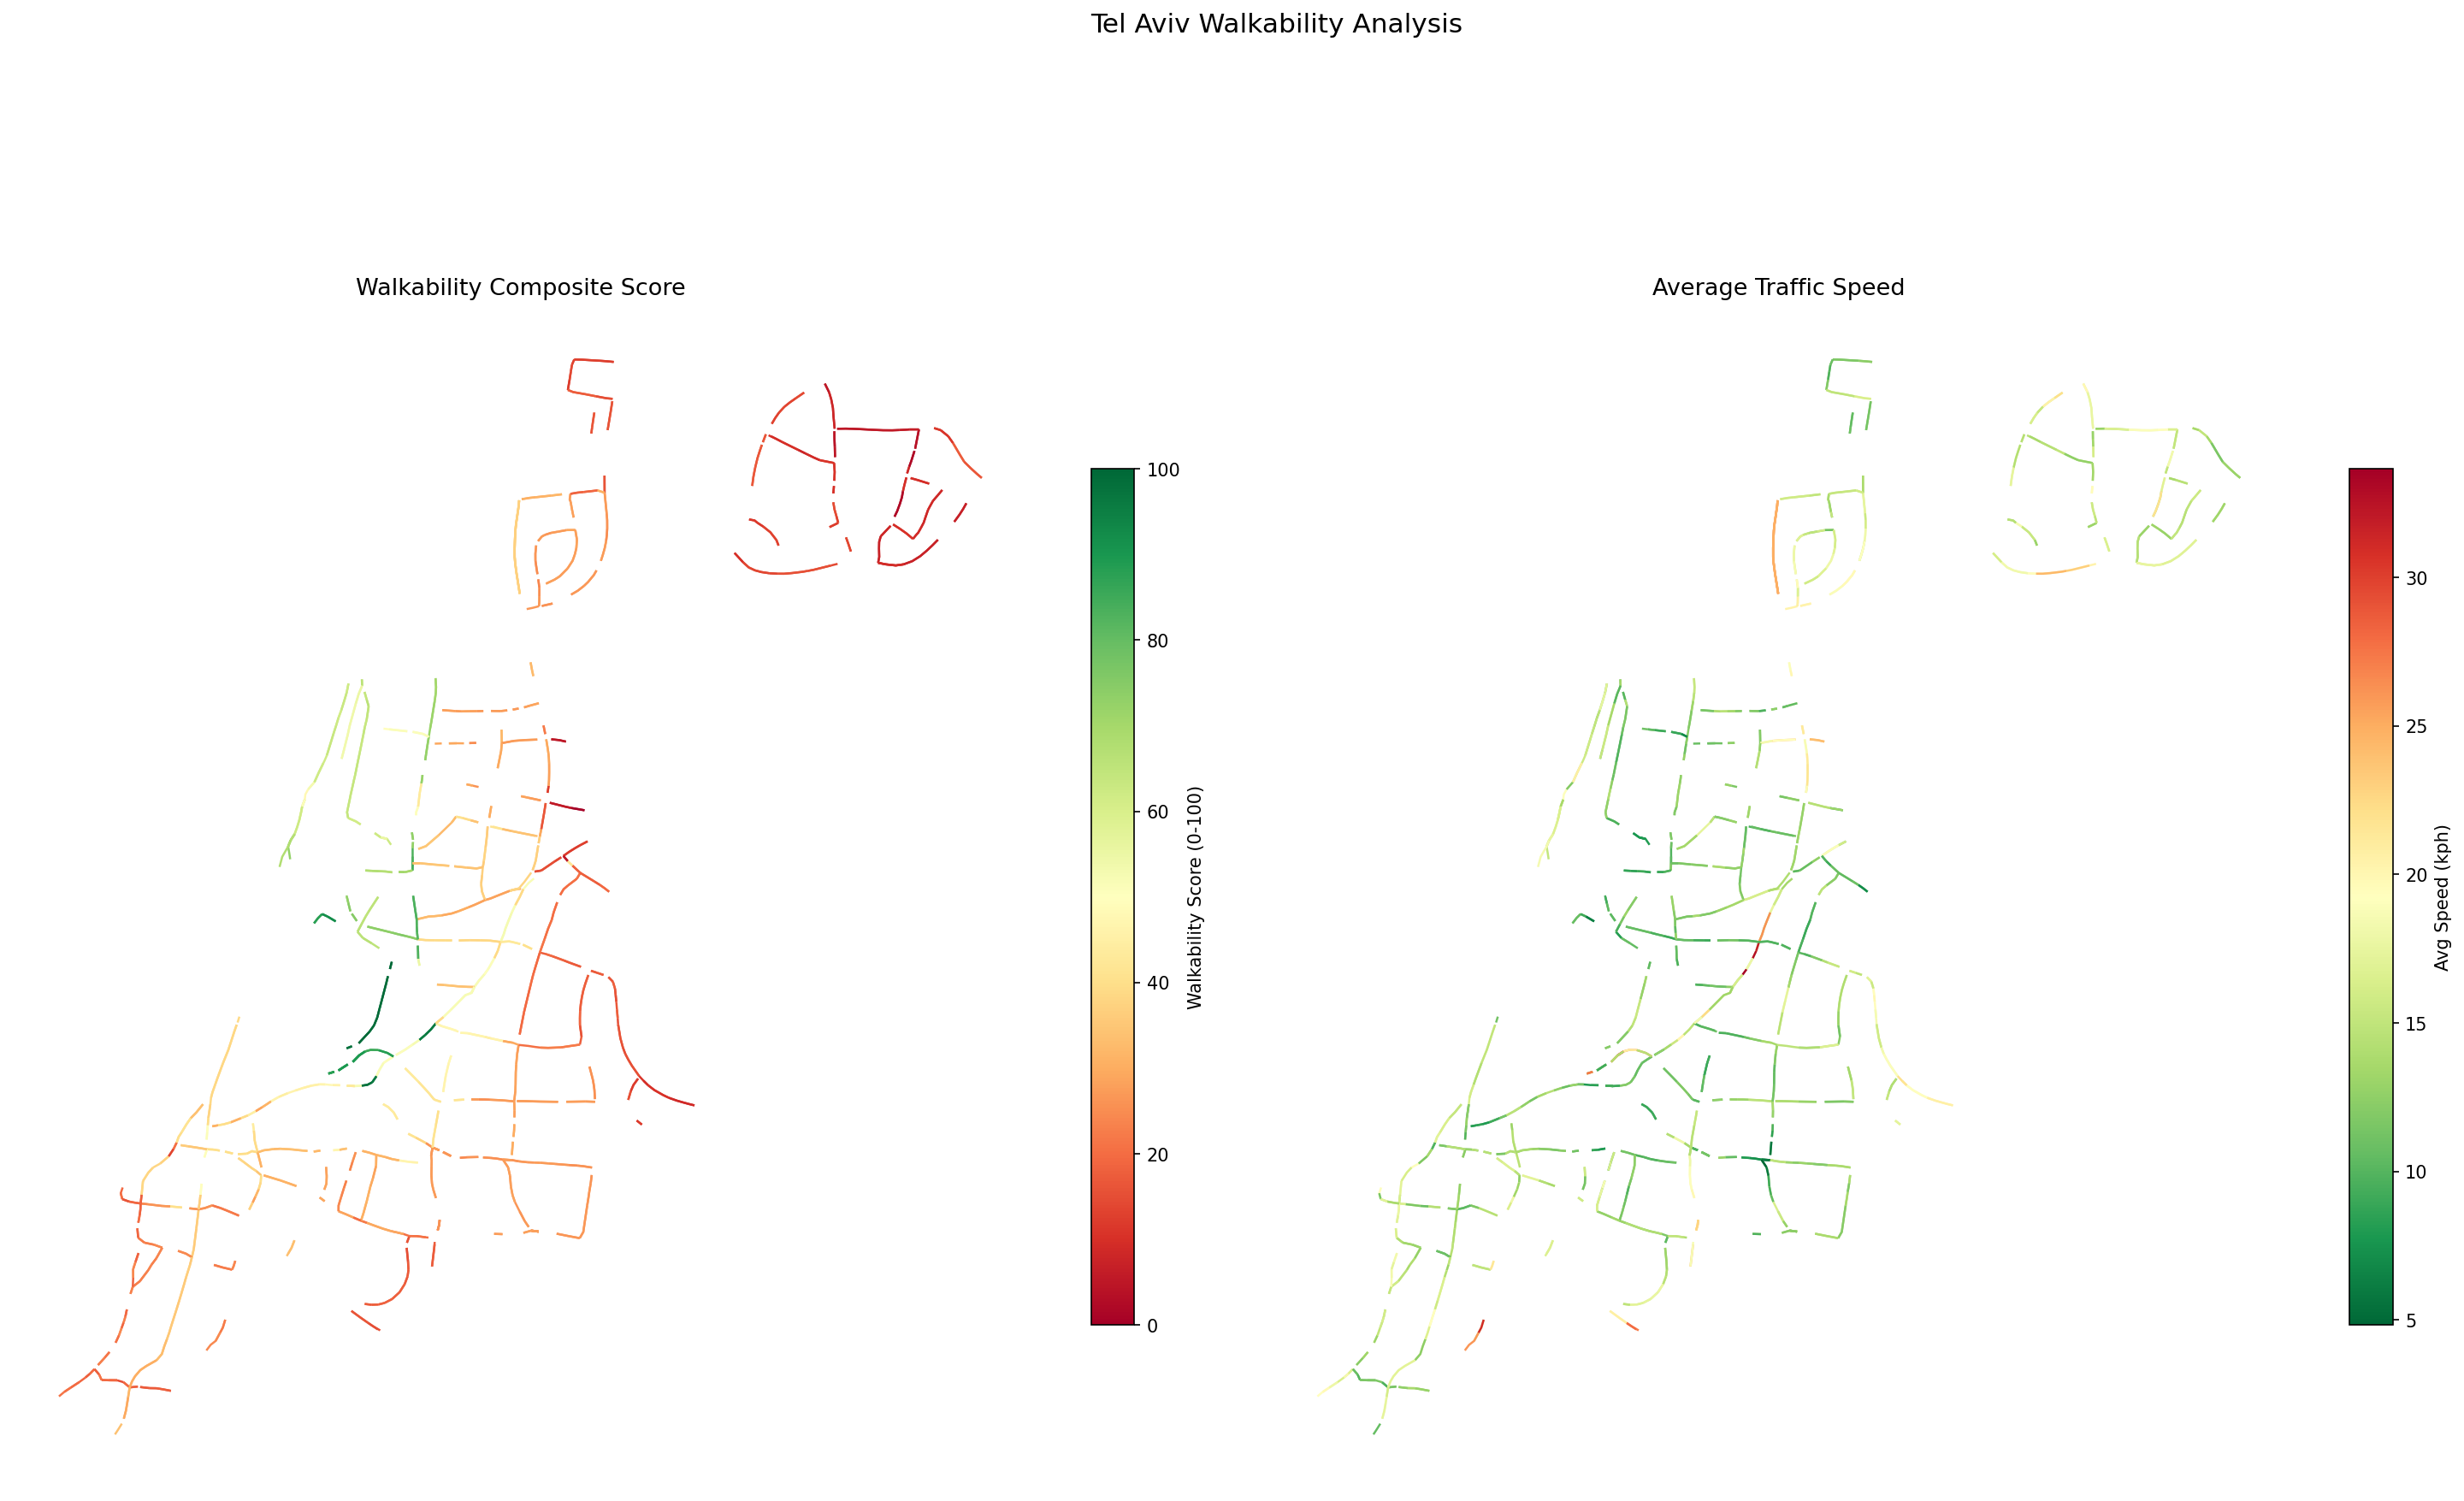 Tel Aviv Walkability Analysis
Walkability Composite Score
100
80
60
40
20
0
Walkability Score (0-100)
Average Traffic Speed
30
25
20
15
10
5
Avg Speed (kph)